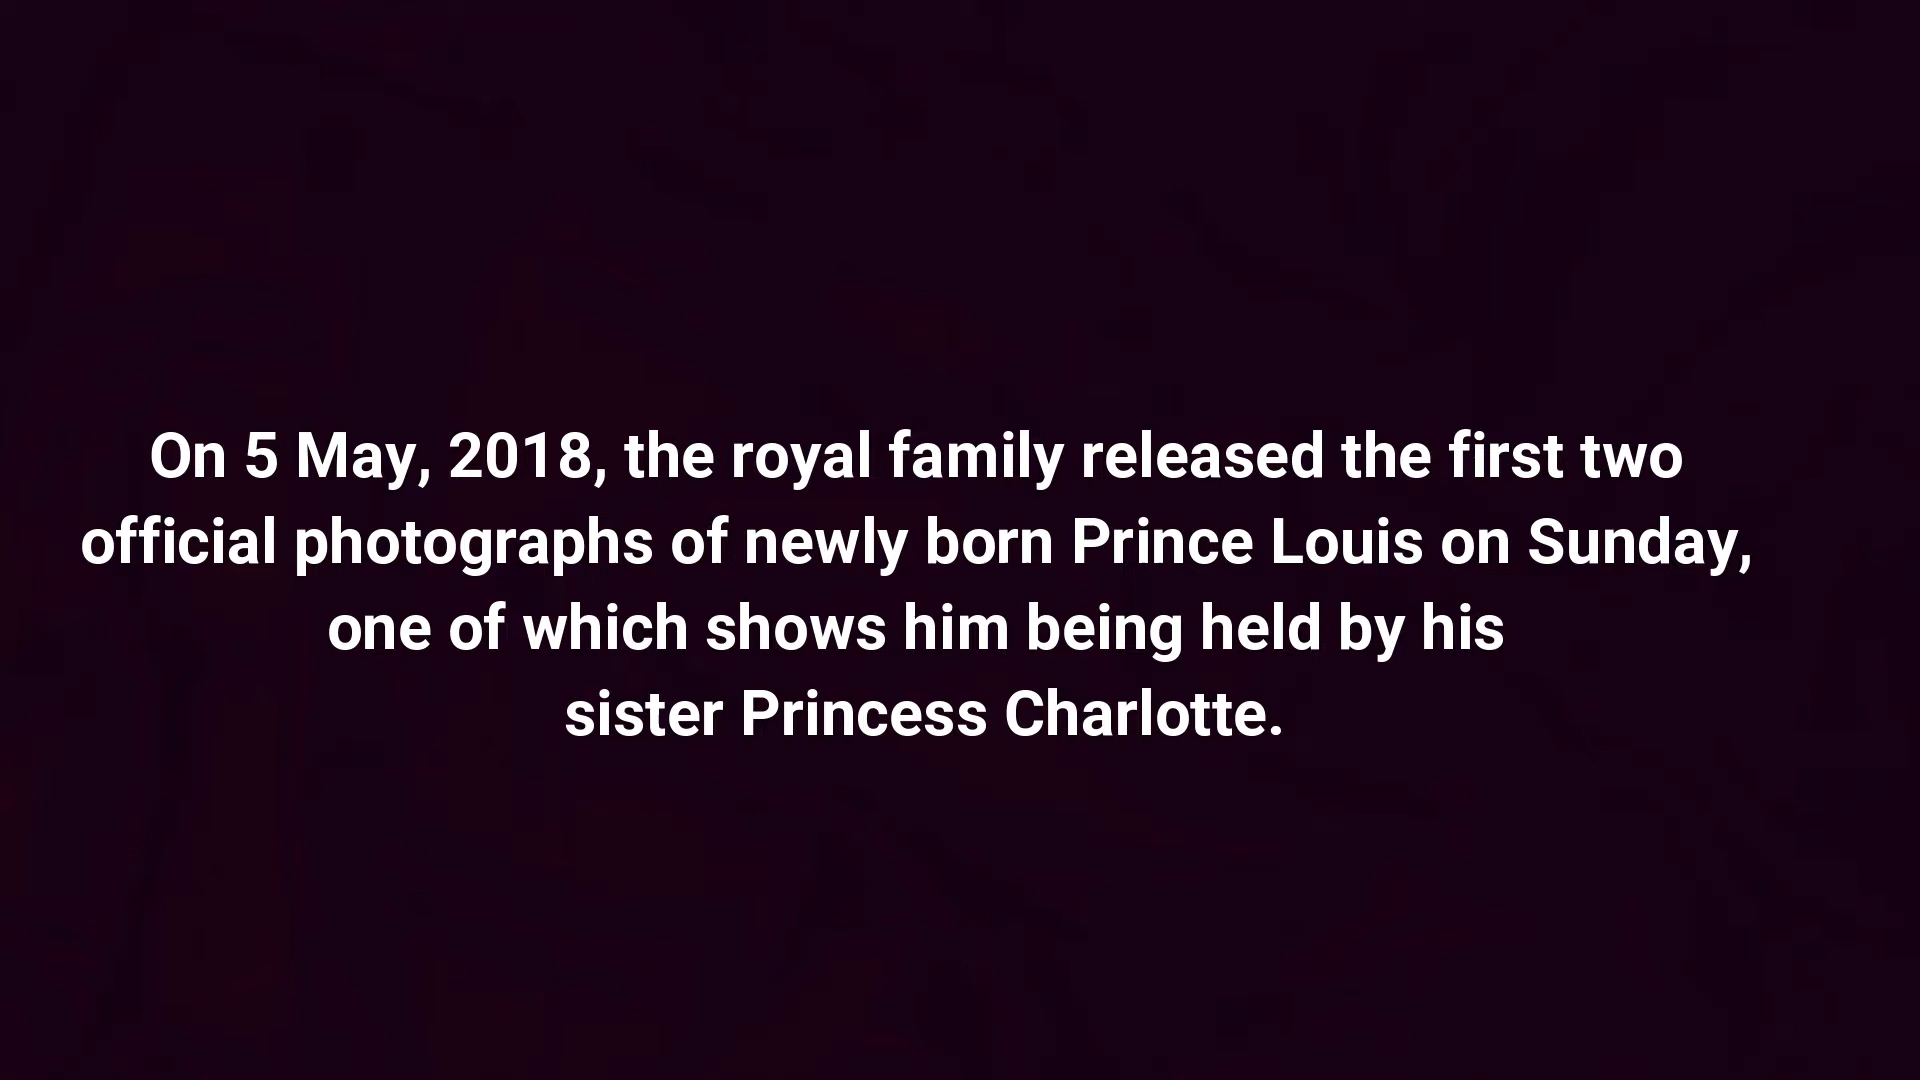 On 5 May, 2018, the royal family released the first two
official photographs of newly born Prince Louis on Sunday,
one of which shows him being held by his
sister Princess Charlotte.